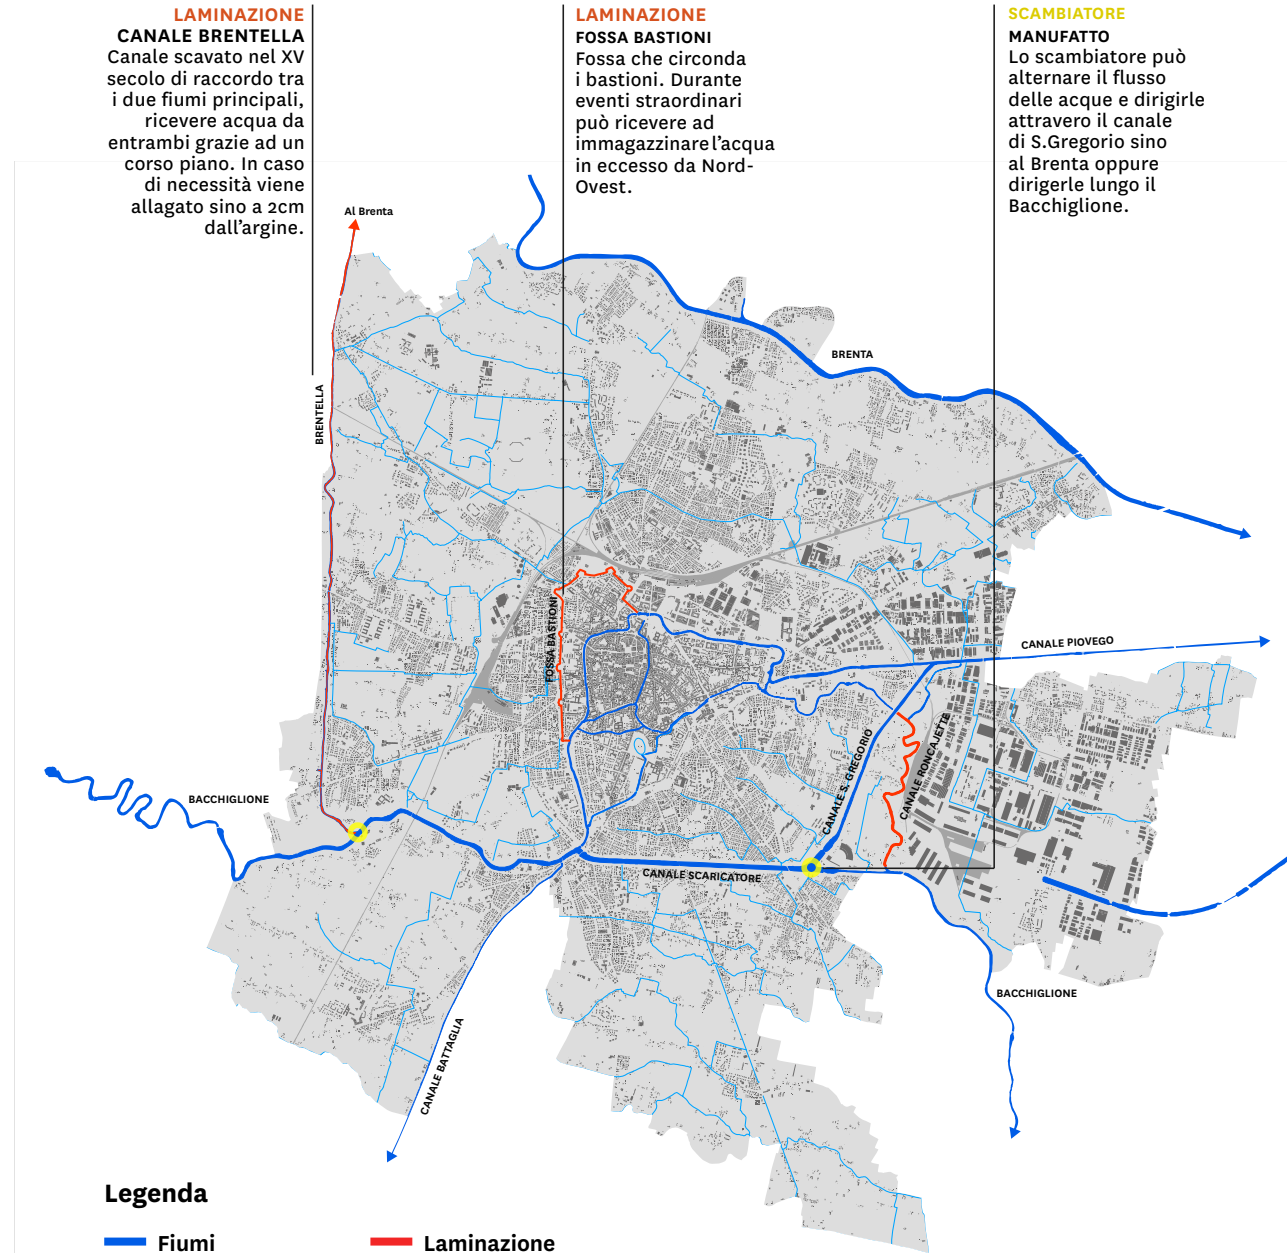 LAMINAZIONE
CANALE BRENTELLA
Canale scavato nel XV
secolo di raccordo tra
i due fiumi principali,
ricevere acqua da
entrambi grazie ad un
corso piano. In caso
di necessità viene
allagato sino a 2cm
dall'argine.
LAMINAZIONE
FOSSA BASTIONI
Fossa che circonda
i bastioni. Durante
eventi straordinari
può ricevere ad
immagazzinare l'acqua
in eccesso da Nord-
Ovest.
SCAMBIATORE
MANUFATTO
Lo scambiatore può
alternare il flusso
delle acque e dirigirle
attravero il canale
di S.Gregorio sino
al Brenta oppure
dirigerle lungo il
Bacchiglione.
Al Brenta
BRENTA
BRENTELLA
FOSSA BASTIONI
CANALE PIOVEGO
CANALE S. GREGORIO
CANALE RONCAJETTE
BACCHIGLIONE
CANALE SCARICATORE
BACCHIGLIONE
CANALE BATTAGLIA
Legenda
Fiumi
Laminazione